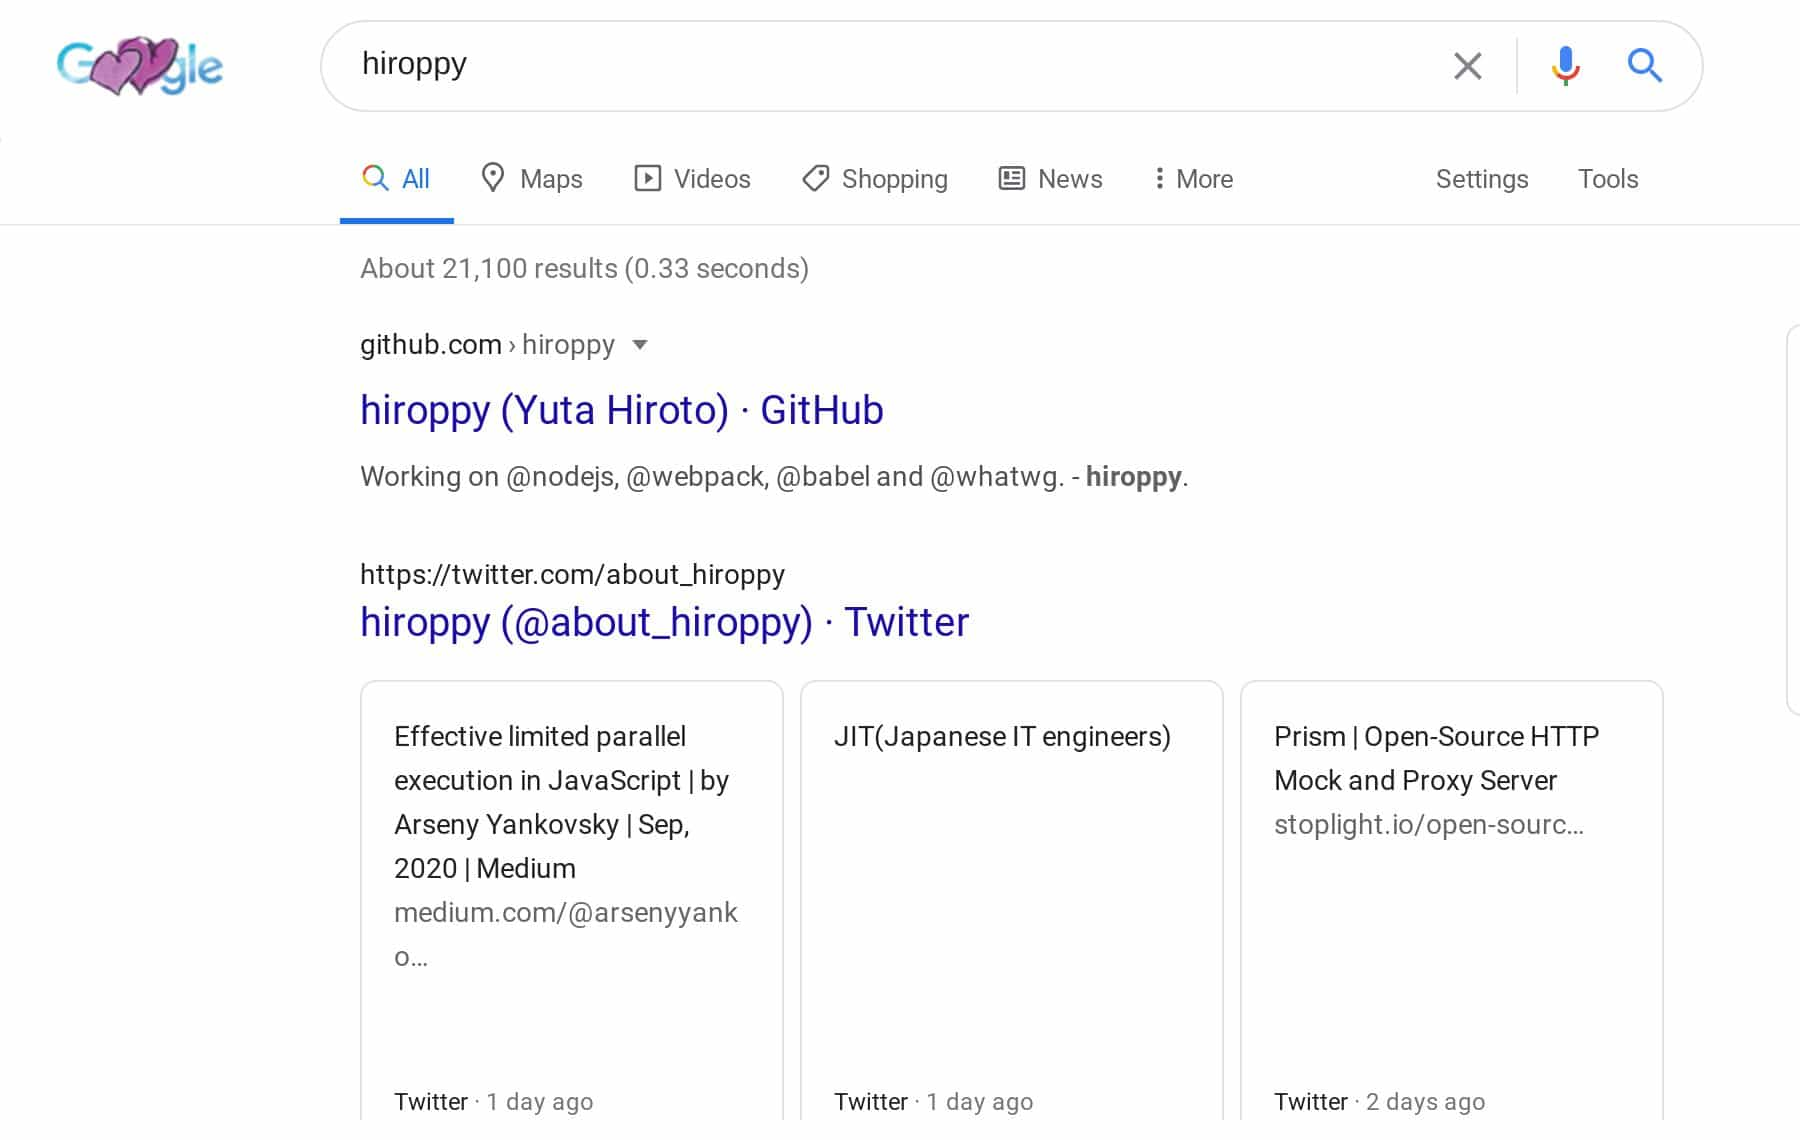 Google
hiroppy
All
Maps
Videos
Shopping
News
More
Settings
Tools
About 21,100 results (0.33 seconds)
github.com › hiroppy
hiroppy (Yuta Hiroto) · GitHub
Working on @nodejs, @webpack, @babel and @whatwg. - hiroppy.
https://twitter.com/about_hiroppy
hiroppy (@about_hiroppy) · Twitter
Effective limited parallel
execution in JavaScript | by
Arseny Yankovsky | Sep,
2020 | Medium
medium.com/@arsenyyank
o...
Twitter · 1 day ago
JIT(Japanese IT engineers)
Twitter · 1 day ago
Prism | Open-Source HTTP
Mock and Proxy Server
stoplight.io/open-sourc...
Twitter · 2 days ago